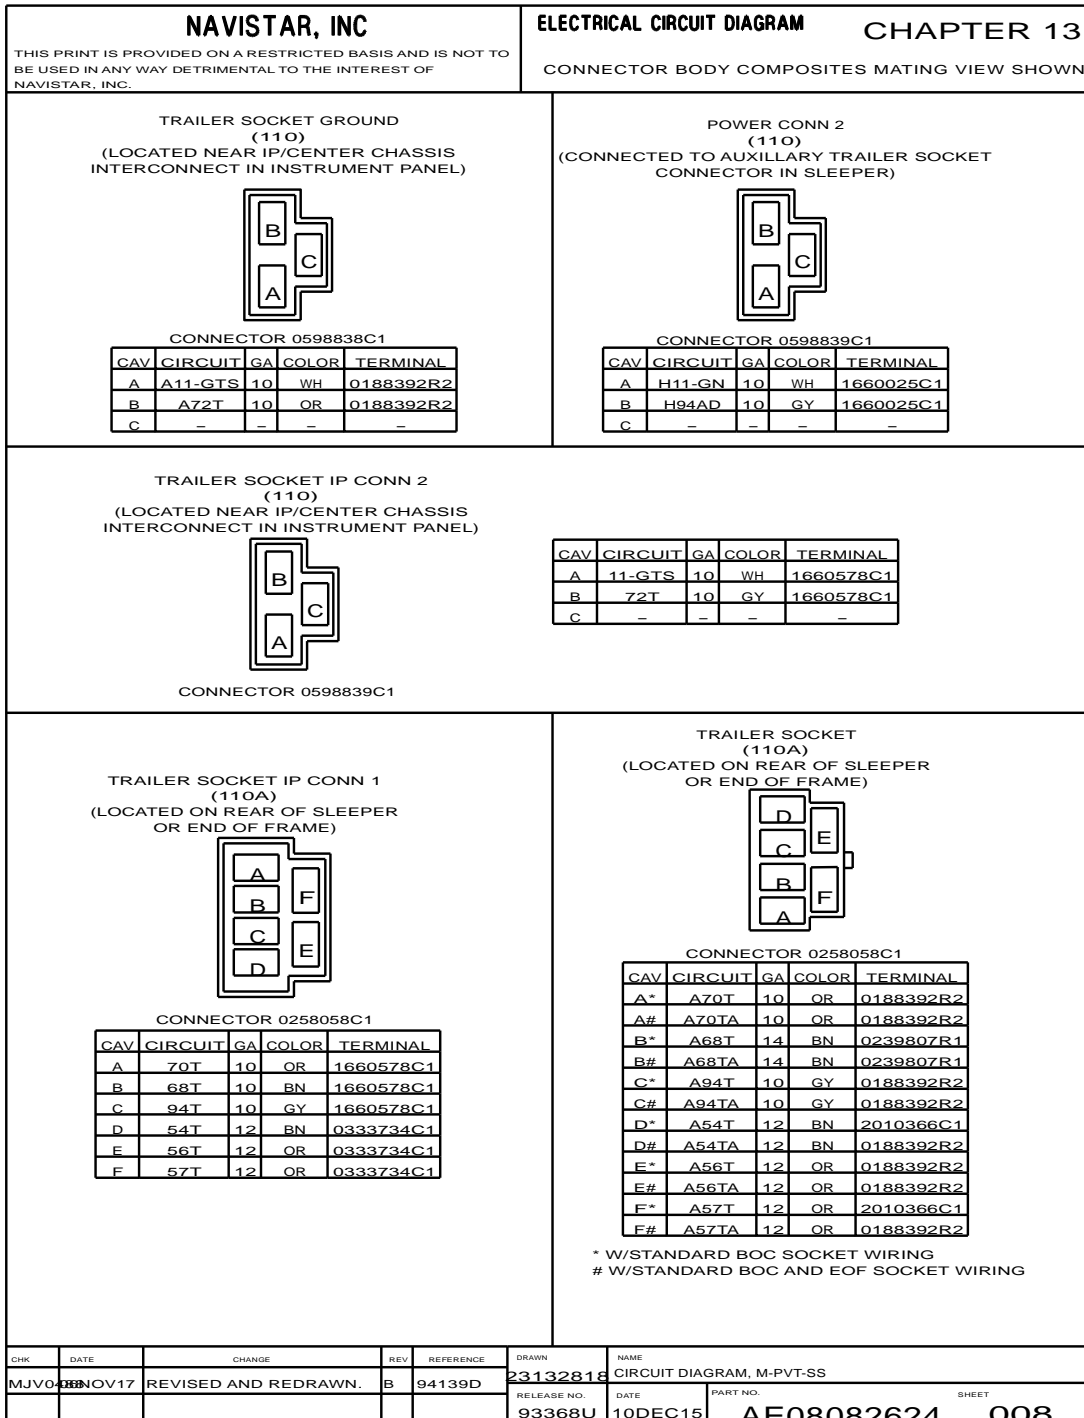 NAVISTAR, INC
THIS PRINT IS PROVIDED ON A RESTRICTED BASIS AND IS NOT TO
BE USED IN ANY WAY DETRIMENTAL TO THE INTEREST OF
NAVISTAR, INC.
ELECTRICAL CIRCUIT DIAGRAM CHAPTER 13
CONNECTOR BODY COMPOSITES MATING VIEW SHOWN
TRAILER SOCKET GROUND
(110)
(LOCATED NEAR IP/CENTER CHASSIS
INTERCONNECT IN INSTRUMENT PANEL)
B
C
A
CONNECTOR 0598838C1
CAV CIRCUIT GA COLOR TERMINAL
A A11-GTS 10 WH 0188392R2
B A72T 10 OR 0188392R2
C – – – –
POWER CONN 2
(110)
(CONNECTED TO AUXILLARY TRAILER SOCKET
CONNECTOR IN SLEEPER)
B
C
A
CONNECTOR 0598839C1
CAV CIRCUIT GA COLOR TERMINAL
A H11-GN 10 WH 1660025C1
B H94AD 10 GY 1660025C1
C – – – –
TRAILER SOCKET IP CONN 2
(110)
(LOCATED NEAR IP/CENTER CHASSIS
INTERCONNECT IN INSTRUMENT PANEL)
B
C
A
CONNECTOR 0598839C1
CAV CIRCUIT GA COLOR TERMINAL
A 11-GTS 10 WH 1660578C1
B 72T 10 GY 1660578C1
C – – – –
TRAILER SOCKET IP CONN 1
(110A)
(LOCATED ON REAR OF SLEEPER
OR END OF FRAME)
A
B
F
C
E
D
CONNECTOR 0258058C1
CAV CIRCUIT GA COLOR TERMINAL
A 70T 10 OR 1660578C1
B 68T 10 BN 1660578C1
C 94T 10 GY 1660578C1
D 54T 12 BN 0333734C1
E 56T 12 OR 0333734C1
F 57T 12 OR 0333734C1
TRAILER SOCKET
(110A)
(LOCATED ON REAR OF SLEEPER
OR END OF FRAME)
D
E
C
B
F
A
CONNECTOR 0258058C1
CAV CIRCUIT GA COLOR TERMINAL
A* A70T 10 OR 0188392R2
A# A70TA 10 OR 0188392R2
B* A68T 14 BN 0239807R1
B# A68TA 14 BN 0239807R1
C* A94T 10 GY 0188392R2
C# A94TA 10 GY 0188392R2
D* A54T 12 BN 2010366C1
D# A54TA 12 BN 0188392R2
E* A56T 12 OR 0188392R2
E# A56TA 12 OR 0188392R2
F* A57T 12 OR 2010366C1
F# A57TA 12 OR 0188392R2
* W/STANDARD BOC SOCKET WIRING
# W/STANDARD BOC AND EOF SOCKET WIRING
CHK DATE CHANGE REV REFERENCE
REVISED AND REDRAWN. B 94139D
DRAWN
23132818
NAME
CIRCUIT DIAGRAM, M-PVT-SS
RELEASE NO. DATE PART NO. SHEET
93368U 10DEC15 AE08082624 008